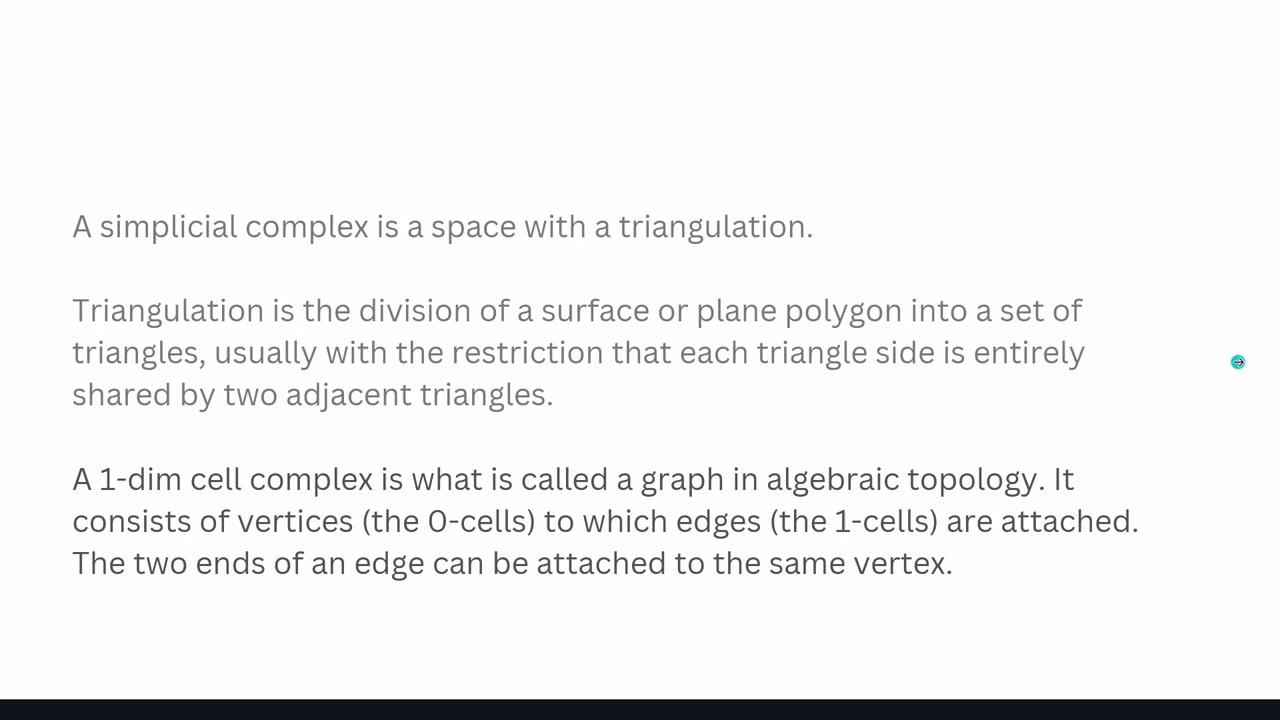 A simplicial complex is a space with a triangulation.
Triangulation is the division of a surface or plane polygon into a set of
triangles, usually with the restriction that each triangle side is entirely
shared by two adjacent triangles.
A 1-dim cell complex is what is called a graph in algebraic topology. It
consists of vertices (the 0-cells) to which edges (the 1-cells) are attached.
The two ends of an edge can be attached to the same vertex.